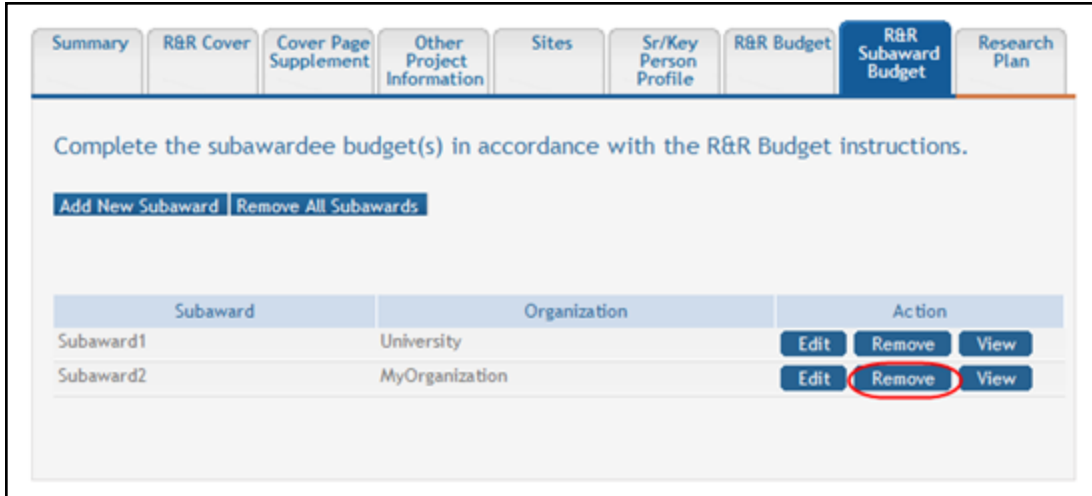 Summary
R&R Cover
Cover Page
Supplement
Other
Project
Information
Sites
Sr/Key
Person
Profile
R&R Budget
R&R
Subaward
Budget
Research
Plan
Complete the subawardee budget(s) in accordance with the R&R Budget instructions.
Add New Subaward Remove All Subawards
Subaward Organization Action
Subaward1 University Edit Remove View
Subaward2 MyOrganization Edit Remove View